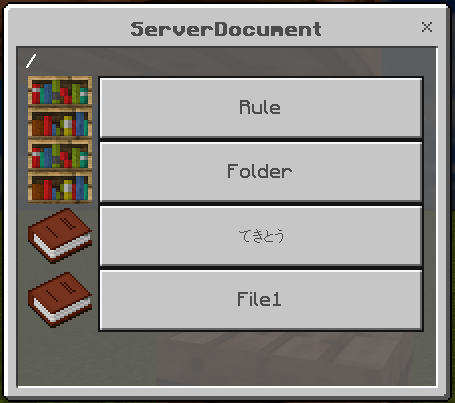 ServerDocument
/
Rule
Folder
てきとう
File1